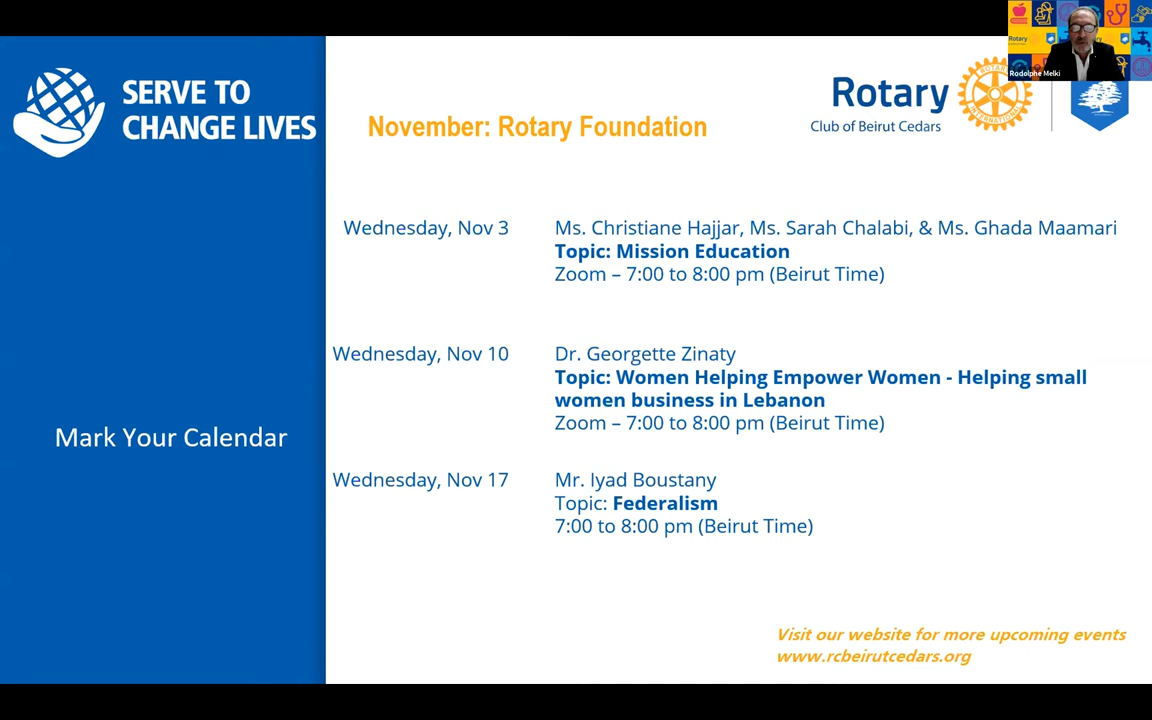 SERVE TO
CHANGE LIVES
November: Rotary Foundation
Rotary
Club of Beirut Cedars
ROTARY
INTERNATIONAL
Rotary
Rodolphe Melki
Wednesday, Nov 3
Ms. Christiane Hajjar, Ms. Sarah Chalabi, & Ms. Ghada Maamari
Topic: Mission Education
Zoom – 7:00 to 8:00 pm (Beirut Time)
Wednesday, Nov 10
Dr. Georgette Zinaty
Topic: Women Helping Empower Women - Helping small
women business in Lebanon
Zoom – 7:00 to 8:00 pm (Beirut Time)
Mark Your Calendar
Wednesday, Nov 17
Mr. Iyad Boustany
Topic: Federalism
7:00 to 8:00 pm (Beirut Time)
Visit our website for more upcoming events
www.rcbeirutcedars.org